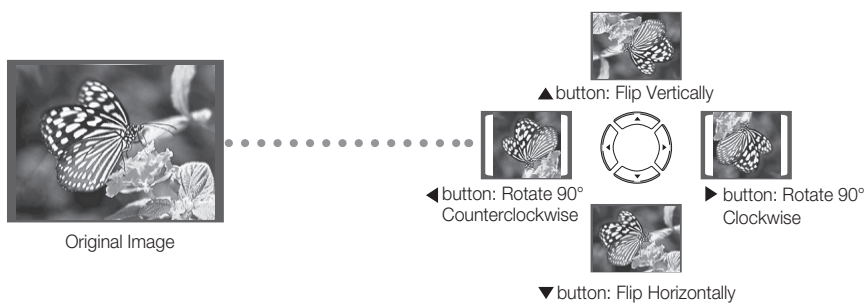 ▲ button: Flip Vertically
◀ button: Rotate 90°
Counterclockwise
▶ button: Rotate 90°
Clockwise
Original Image
▼ button: Flip Horizontally